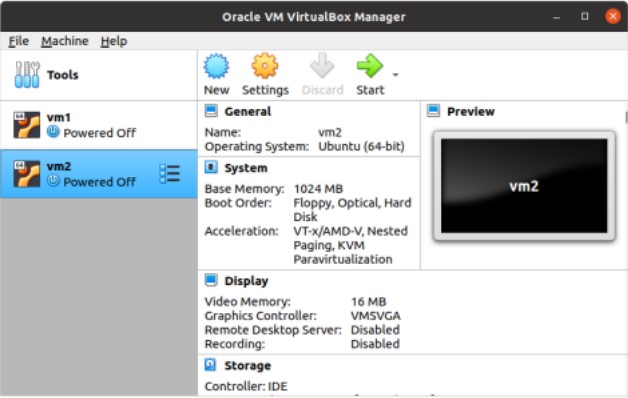 Oracle VM VirtualBox Manager
File Machine Help
Tools
New Settings Discard Start
64
vm1
Powered Off
64
vm2
Powered Off
General
Name: vm2
Operating System: Ubuntu (64-bit)
Preview
vm2
System
Base Memory: 1024 MB
Boot Order: Floppy, Optical, Hard
Disk
Acceleration: VT-x/AMD-V, Nested
Paging, KVM
Paravirtualization
Display
Video Memory: 16 MB
Graphics Controller: VMSVGA
Remote Desktop Server: Disabled
Recording: Disabled
Storage
Controller: IDE